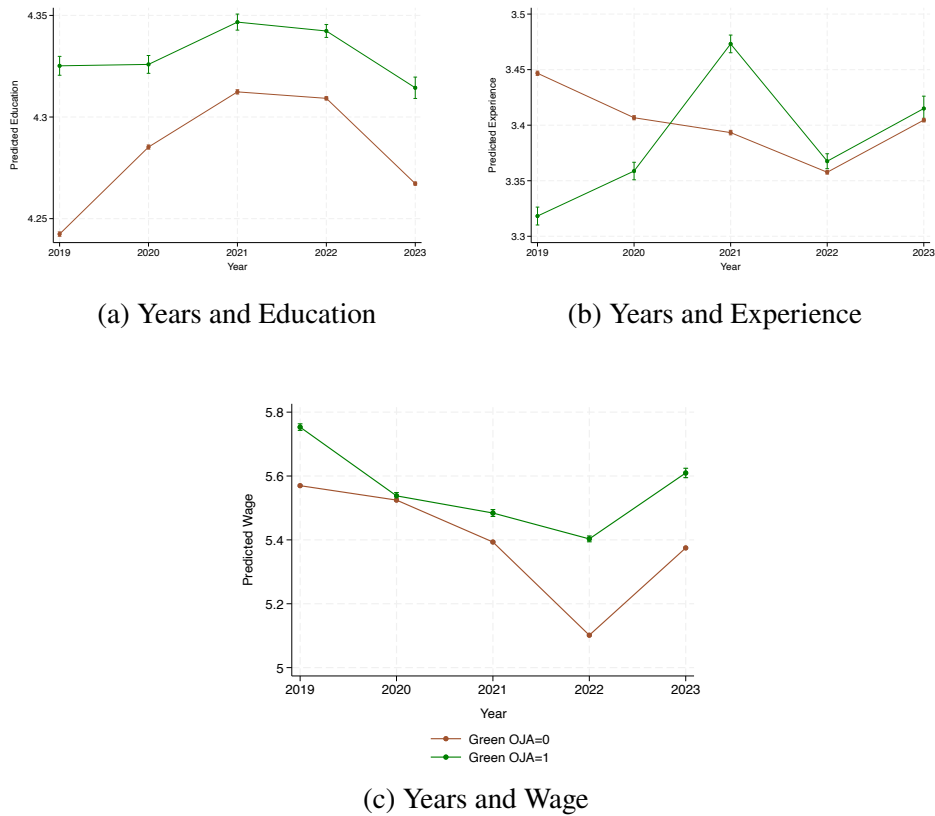 4.35
4.3
4.25
Predicted Education
2019 2020 2021 2022 2023
Year
(a) Years and Education
3.5
3.45
3.4
3.35
3.3
Predicted Experience
2019 2020 2021 2022 2023
Year
(b) Years and Experience
5.8
5.6
5.4
5.2
5
Predicted Wage
2019 2020 2021 2022 2023
Year
Green OJA=0
Green OJA=1
(c) Years and Wage